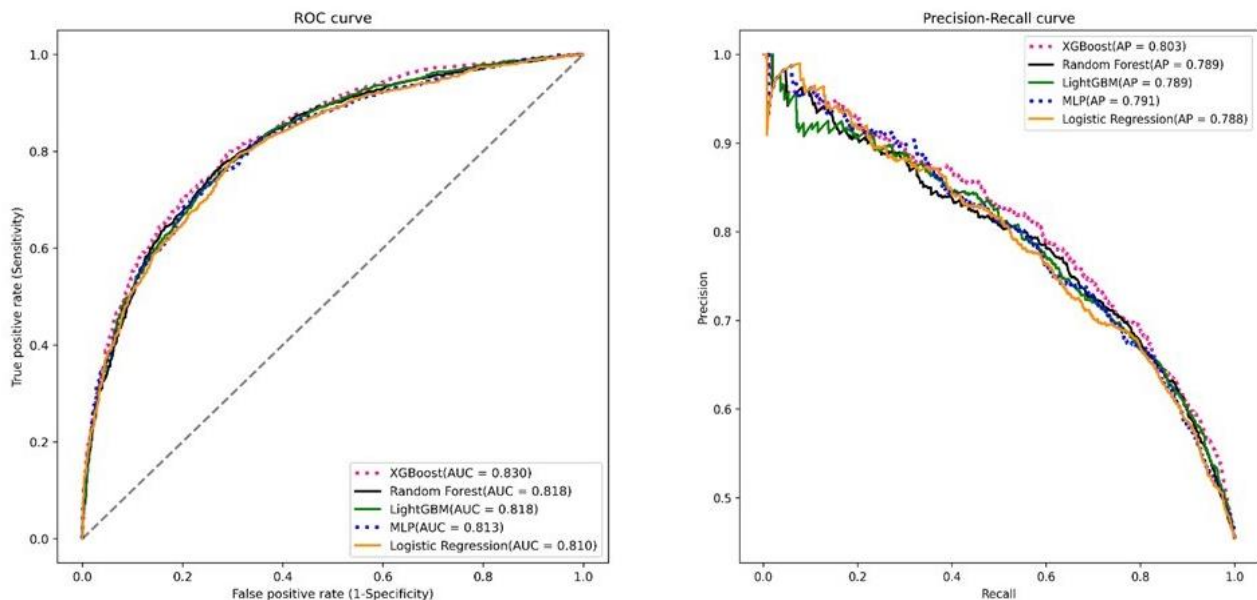 ROC curve
1.0
0.8
0.6
0.4
0.2
0.0
True positive rate (Sensitivity)
XGBoost(AUC = 0.830)
Random Forest(AUC = 0.818)
LightGBM(AUC = 0.818)
MLP(AUC = 0.813)
Logistic Regression(AUC = 0.810)
0.0 0.2 0.4 0.6 0.8 1.0
False positive rate (1-Specificity)
Precision-Recall curve
1.0
0.9
0.8
0.7
0.6
0.5
Precision
XGBoost(AP = 0.803)
Random Forest(AP = 0.789)
LightGBM(AP = 0.789)
MLP(AP = 0.791)
Logistic Regression(AP = 0.788)
0.0 0.2 0.4 0.6 0.8 1.0
Recall